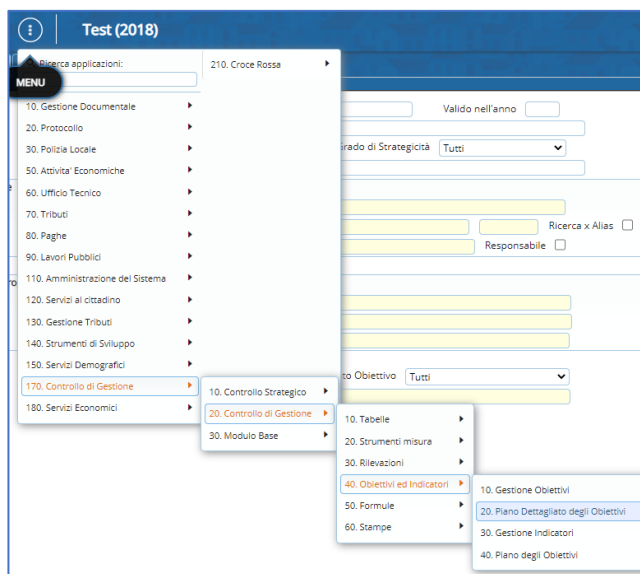 Test (2018)
Ricerca applicazioni:
MENU
210. Croce Rossa
10. Gestione Documentale
20. Protocollo
30. Polizia Locale
50. Attivita' Economiche
60. Ufficio Tecnico
70. Tributi
80. Paghe
90. Lavori Pubblici
110. Amministrazione del Sistema
120. Servizi al cittadino
130. Gestione Tributi
140. Strumenti di Sviluppo
150. Servizi Demografici
170. Controllo di Gestione
180. Servizi Economici
10. Controllo Strategico
20. Controllo di Gestione
30. Modulo Base
10. Tabelle
20. Strumenti misura
30. Rilevazioni
40. Obiettivi ed Indicatori
50. Formule
60. Stampe
10. Gestione Obiettivi
20. Piano Dettagliato degli Obiettivi
30. Gestione Indicatori
40. Piano degli Obiettivi
Valido nell'anno
di Strategicità Tutti
Ricerca x Alias
Responsabile
Obiettivo Tutti